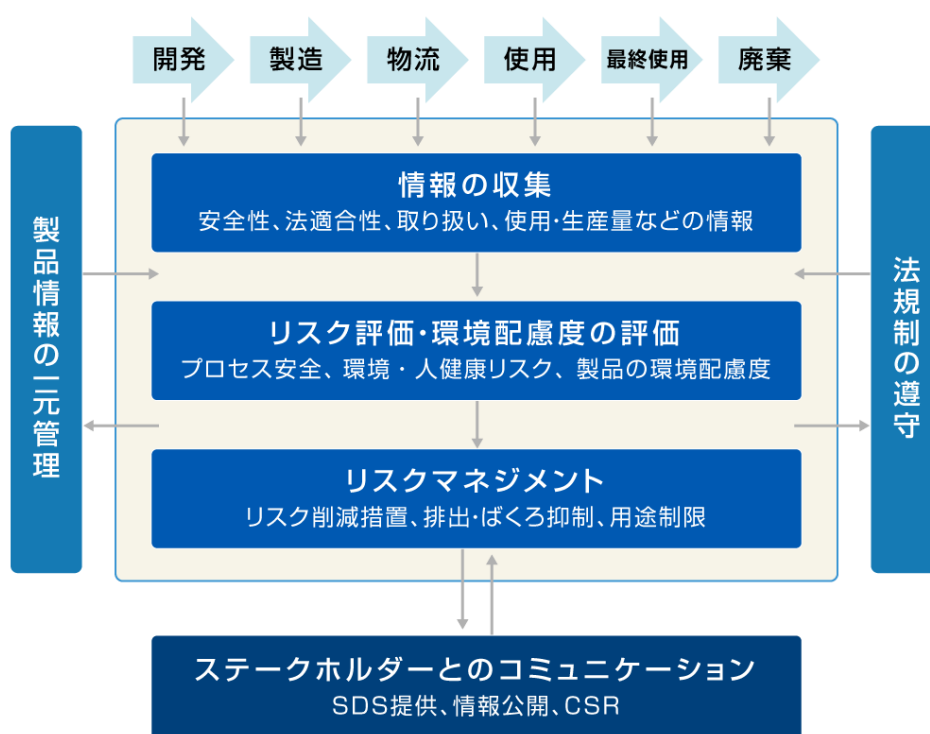 開発
製造
物流
使用
最終使用
廃棄
製品情報の一元管理
情報の収集
安全性、法適合性、取り扱い、使用・生産量などの情報
リスク評価・環境配慮度の評価
プロセス安全、環境・人健康リスク、製品の環境配慮度
リスクマネジメント
リスク削減措置、排出・ばくろ抑制、用途制限
法規制の遵守
ステークホルダーとのコミュニケーション
SDS提供、情報公開、CSR